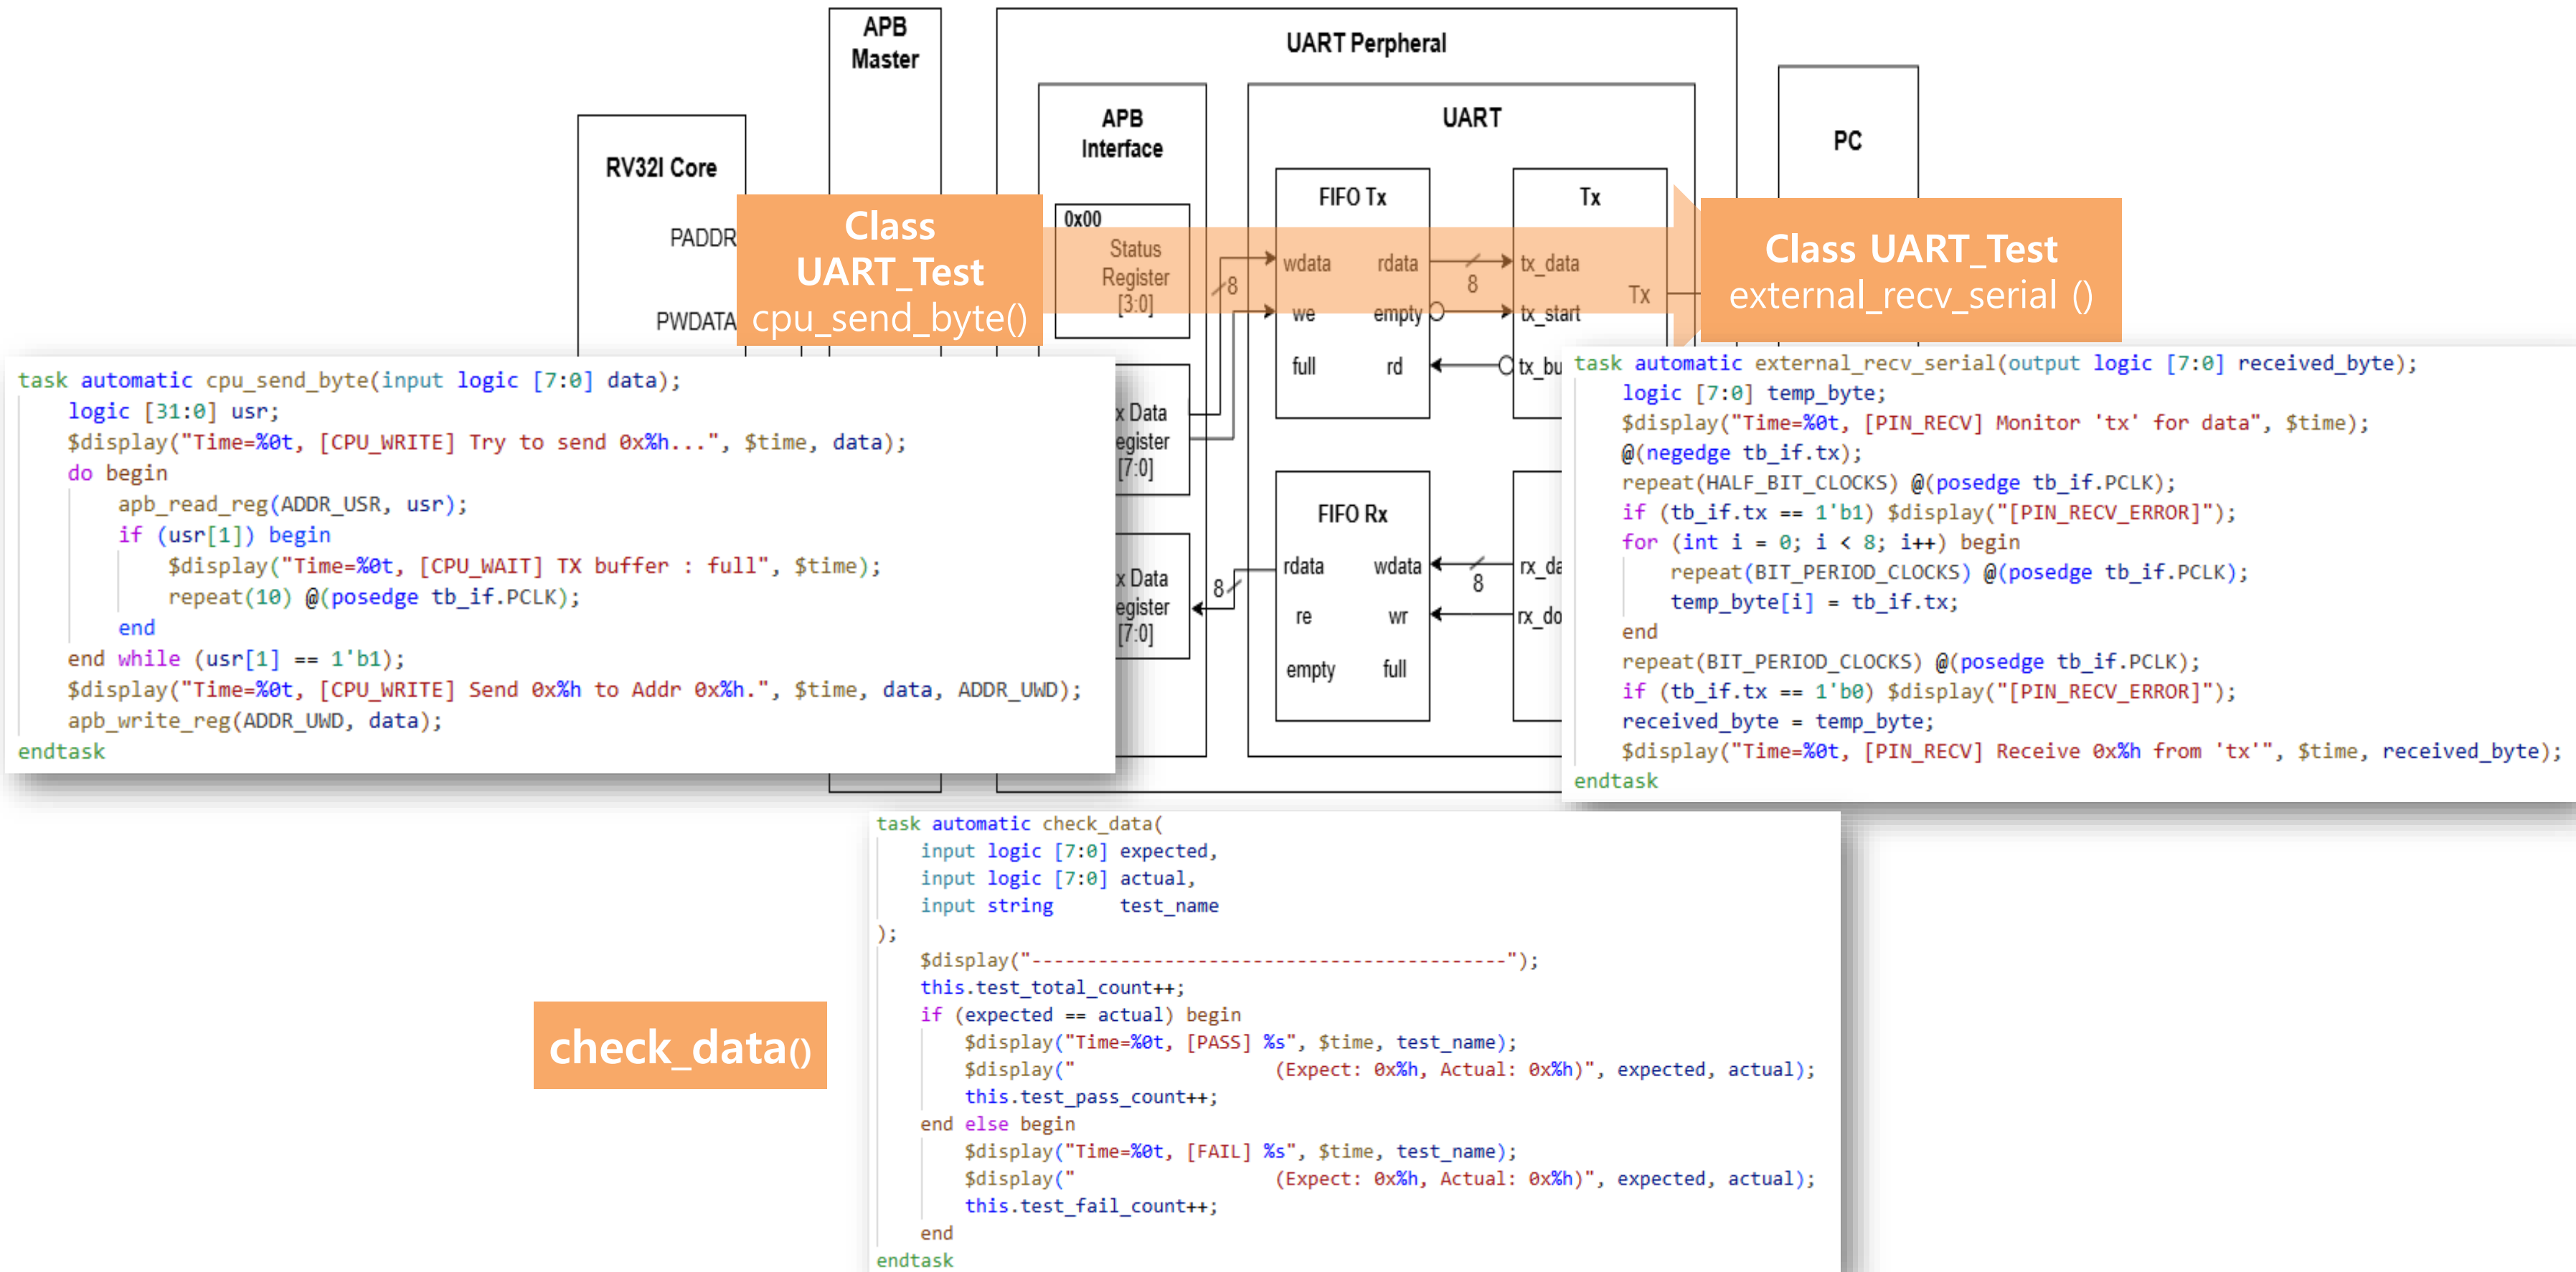 APB
Master
UART Perpheral
APB
Interface
UART
PC
RV32I Core
PADDR
PWDATA
Class
UART_Test
cpu_send_byte()
0x00
Status
Register
[3:0]
8
FIFO Tx
wdata
rdata
we
empty
full
rd
8
Tx
tx_data
Tx
tx_start
tx_bu
Class UART_Test
external_recv_serial ()
x Data
egister
[7:0]
x Data
egister
[7:0]
8
FIFO Rx
rdata
wdata
re
wr
empty
full
8
rx_da
rx_do
task automatic cpu_send_byte(input logic [7:0] data);
    logic [31:0] usr;
    $display("Time=%0t, [CPU_WRITE] Try to send 0x%h...", $time, data);
    do begin
        apb_read_reg(ADDR_USR, usr);
        if (usr[1]) begin
            $display("Time=%0t, [CPU_WAIT] TX buffer : full", $time);
            repeat(10) @(posedge tb_if.PCLK);
        end
    end while (usr[1] == 1'b1);
    $display("Time=%0t, [CPU_WRITE] Send 0x%h to Addr 0x%h.", $time, data, ADDR_UWD);
    apb_write_reg(ADDR_UWD, data);
endtask
task automatic external_recv_serial(output logic [7:0] received_byte);
    logic [7:0] temp_byte;
    $display("Time=%0t, [PIN_RECV] Monitor 'tx' for data", $time);
    @(negedge tb_if.tx);
    repeat(HALF_BIT_CLOCKS) @(posedge tb_if.PCLK);
    if (tb_if.tx == 1'b1) $display("[PIN_RECV_ERROR]");
    for (int i = 0; i < 8; i++) begin
        repeat(BIT_PERIOD_CLOCKS) @(posedge tb_if.PCLK);
        temp_byte[i] = tb_if.tx;
    end
    repeat(BIT_PERIOD_CLOCKS) @(posedge tb_if.PCLK);
    if (tb_if.tx == 1'b0) $display("[PIN_RECV_ERROR]");
    received_byte = temp_byte;
    $display("Time=%0t, [PIN_RECV] Receive 0x%h from 'tx'", $time, received_byte);
endtask
check_data()
task automatic check_data(
    input logic [7:0] expected,
    input logic [7:0] actual,
    input string      test_name
);
    $display("-------------------------------------------");
    this.test_total_count++;
    if (expected == actual) begin
        $display("Time=%0t, [PASS] %s", $time, test_name);
        $display("                  (Expect: 0x%h, Actual: 0x%h)", expected, actual);
        this.test_pass_count++;
    end else begin
        $display("Time=%0t, [FAIL] %s", $time, test_name);
        $display("                  (Expect: 0x%h, Actual: 0x%h)", expected, actual);
        this.test_fail_count++;
    end
endtask